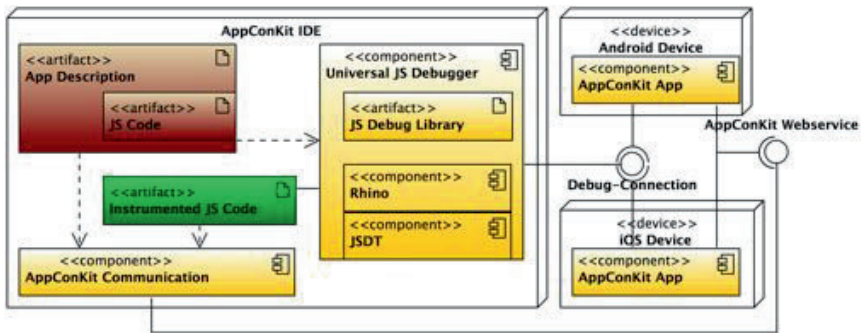 AppConKit IDE
<<artifact>>
App Description
<<artifact>>
JS Code
<<artifact>>
Instrumented JS Code
<<component>>
AppConKit Communication
<<component>>
Universal JS Debugger
<<artifact>>
JS Debug Library
<<component>>
Rhino
<<component>>
JSDT
<<device>>
Android Device
<<component>>
AppConKit App
AppConKit Webservice
Debug-Connection
<<device>>
iOS Device
<<component>>
AppConKit App